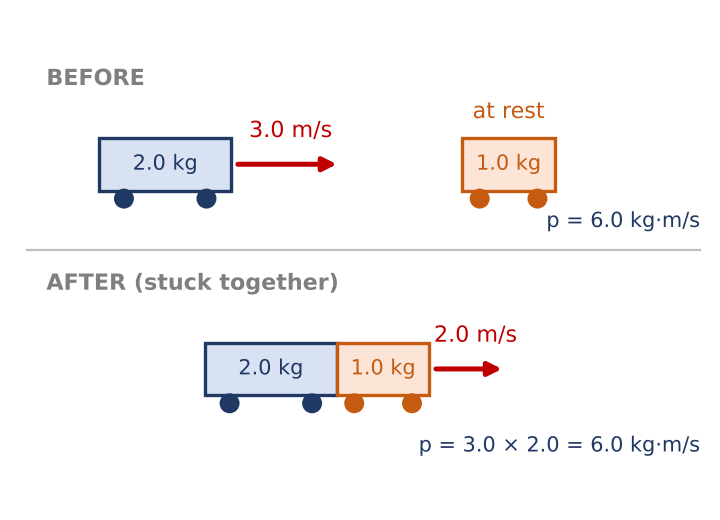 BEFORE
at rest
3.0 m/s
2.0 kg
1.0 kg
p = 6.0 kg·m/s
AFTER (stuck together)
2.0 m/s
2.0 kg
1.0 kg
p = 3.0 × 2.0 = 6.0 kg·m/s